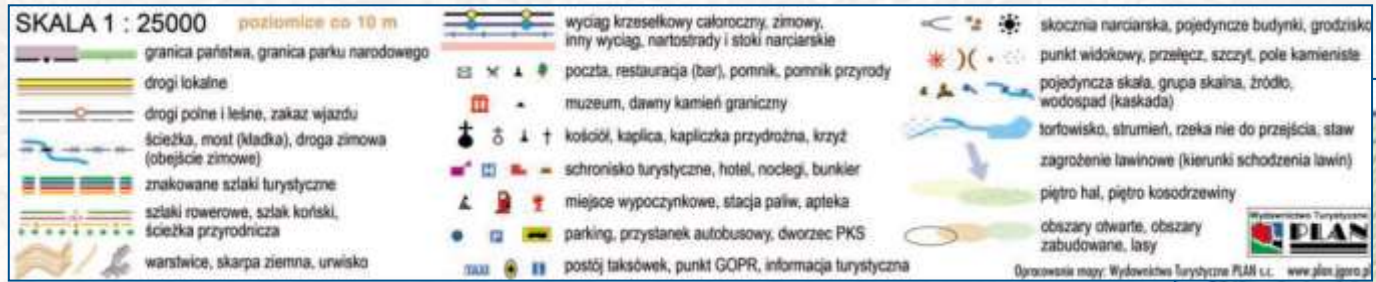 SKALA 1 : 25000 poziomice co 10 m
granica państwa, granica parku narodowego
drogi lokalne
drogi polne i leśne, zakaz wjazdu
ścieżka, most (kładka), droga zimowa
(obejście zimowe)
znakowane szlaki turystyczne
szlaki rowerowe, szlak koński,
ścieżka przyrodnicza
warstwice, skarpa ziemna, urwisko
wyciąg krzesełkowy całoroczny, zimowy,
inny wyciąg, nartostrady i stoki narciarskie
poczta, restauracja (bar), pomnik, pomnik przyrody
muzeum, dawny kamień graniczny
kościół, kaplica, kapliczka przydrożna, krzyż
schronisko turystyczne, hotel, noclegi, bunkier
H
miejsce wypoczynkowe, stacja paliw, apteka
parking, przystanek autobusowy, dworzec PKS
P
TAXI
postój taksówek, punkt GOPR, informacja turystyczna
skocznia narciarska, pojedyncze budynki, grodzisko
punkt widokowy, przełęcz, szczyt, pole kamieniste
pojedyncza skała, grupa skalna, źródło,
wodospad (kaskada)
torfowisko, strumień, rzeka nie do przejścia, staw
zagrożenie lawinowe (kierunki schodzenia lawin)
piętro hal, piętro kosodrzewiny
obszary otwarte, obszary
zabudowane, lasy
Wydawnictwo Turystyczne
PLAN
Opracowanie mapy: Wydawnictwo Turystyczne PLAN s.c. www.plan.jgora.pl